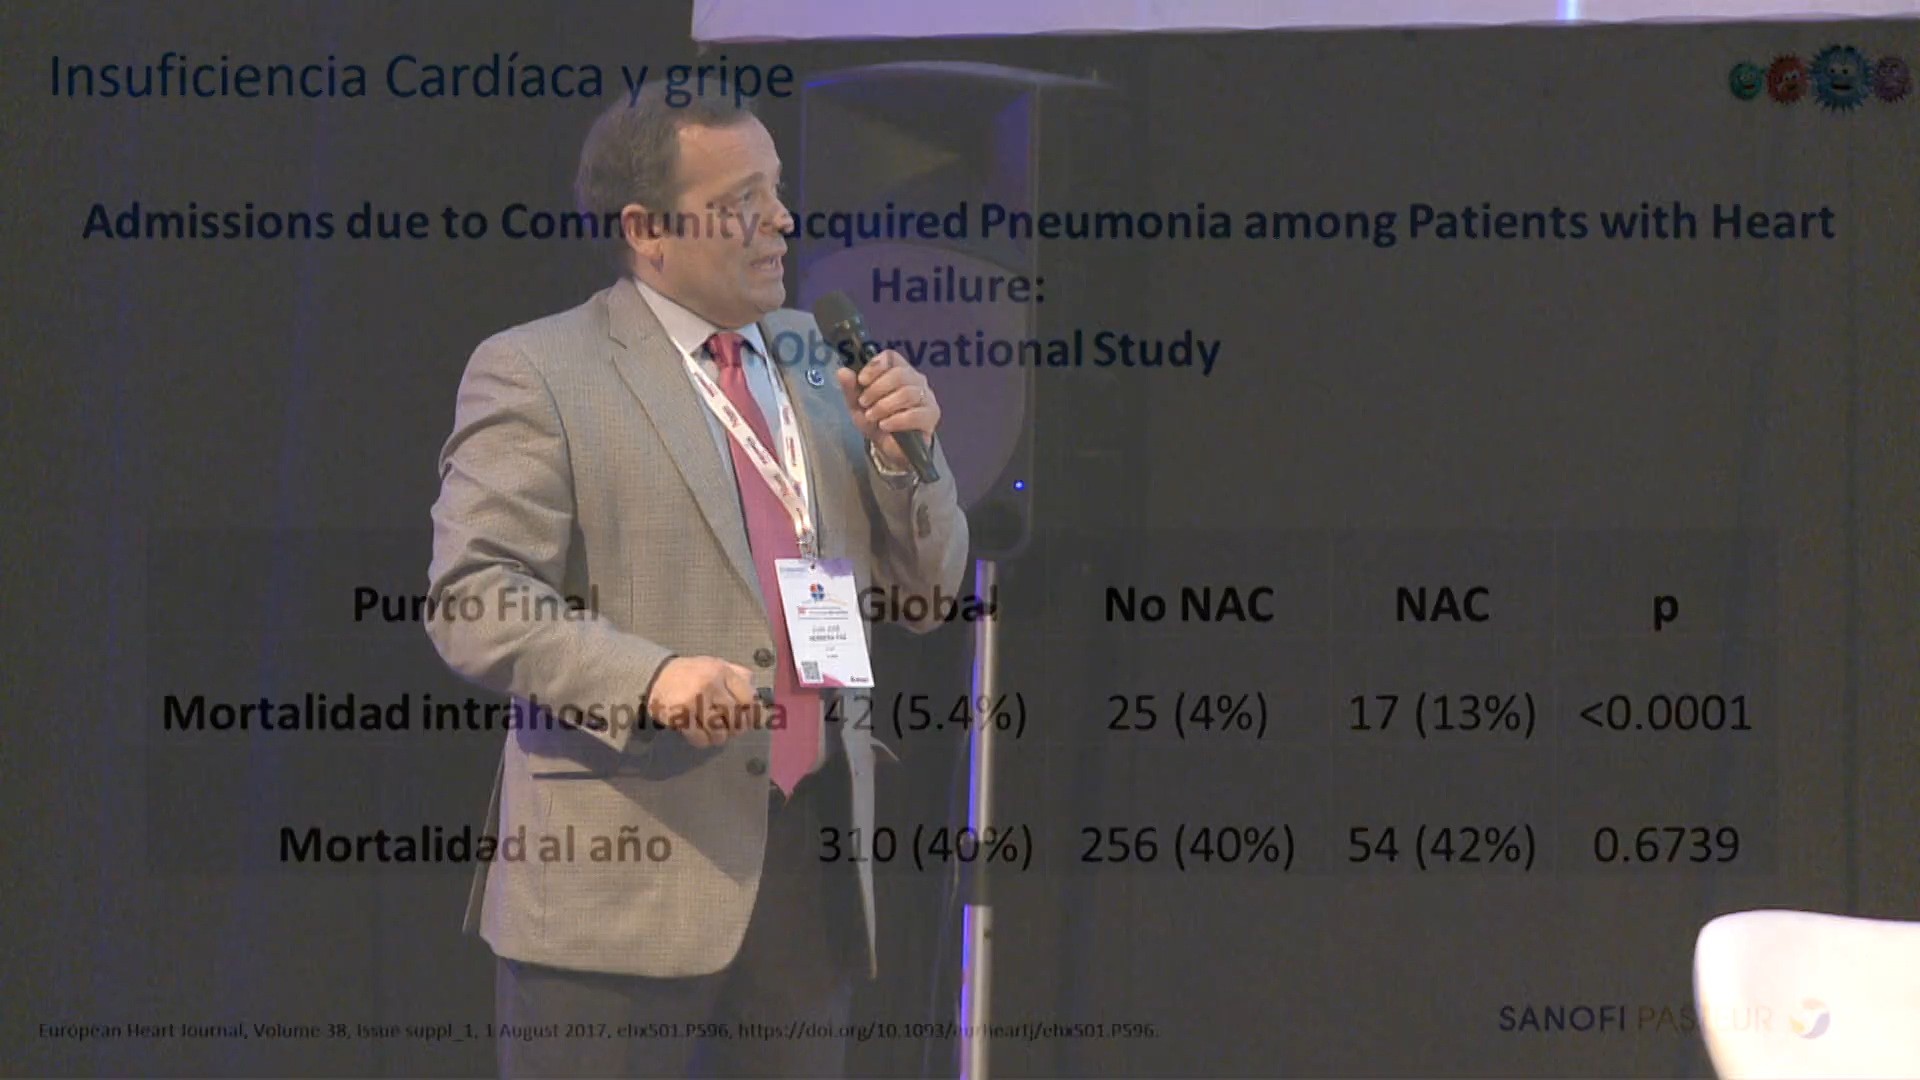 Insuficiencia Cardíaca y gripe
Admissions due to Community acquired Pneumonia among Patients with Heart
Hailure:
An Observational Study
Punto Final Global No NAC NAC p
Mortalidad intrahospitalaria 42 (5.4%) 25 (4%) 17 (13%) <0.0001
Mortalidad al año 310 (40%) 256 (40%) 54 (42%) 0.6739
HERRERA PAZ
European Heart Journal, Volume 38, Issue suppl_1, 1 August 2017, ehx501.P596, https://doi.org/10.1093/eurheartj/ehx501.P596.
SANOFI PASTEUR